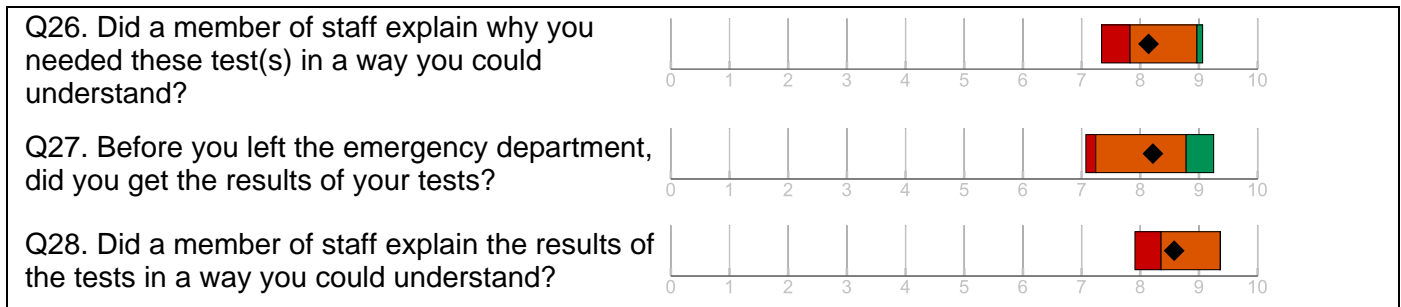 Q26. Did a member of staff explain why you
needed these test(s) in a way you could
understand?
0 1 2 3 4 5 6 7 8 9 10
Q27. Before you left the emergency department,
did you get the results of your tests?
0 1 2 3 4 5 6 7 8 9 10
Q28. Did a member of staff explain the results of
the tests in a way you could understand?
0 1 2 3 4 5 6 7 8 9 10